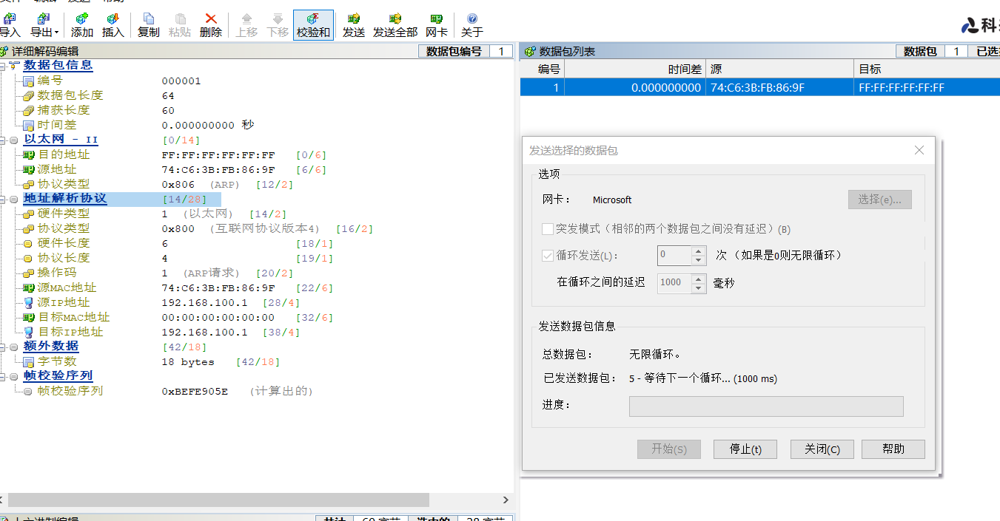 导入 导出 添加 插入 复制 粘贴 删除 上移 下移 校验和 发送 发送全部 网卡 关于
科
详细解码编辑 数据包编号 1
数据包信息
编号 000001
数据包长度 64
捕获长度 60
时间差 0.000000000 秒
以太网 - II [0/14]
目的地址 FF:FF:FF:FF:FF:FF [0/6]
源地址 74:C6:3B:FB:86:9F [6/6]
协议类型 0x806 (ARP) [12/2]
地址解析协议 [14/28]
硬件类型 1 (以太网) [14/2]
协议类型 0x800 (互联网协议版本4) [16/2]
硬件长度 6 [18/1]
协议长度 4 [19/1]
操作码 1 (ARP请求) [20/2]
源MAC地址 74:C6:3B:FB:86:9F [22/6]
源IP地址 192.168.100.1 [28/4]
目标MAC地址 00:00:00:00:00:00 [32/6]
目标IP地址 192.168.100.1 [38/4]
额外数据 [42/18]
字节数 18 bytes [42/18]
帧校验序列
帧校验序列 0xBEFE905E (计算出的)
数据包列表 数据包 1 已选
编号 时间差 源 目标
1 0.000000000 74:C6:3B:FB:86:9F FF:FF:FF:FF:FF:FF
发送选择的数据包
选项
网卡： Microsoft 选择(e)...
突发模式（相邻的两个数据包之间没有延迟）(B)
循环发送(L)： 0 次（如果是0则无限循环）
在循环之间的延迟 1000 毫秒
发送数据包信息
总数据包： 无限循环。
已发送数据包： 5 - 等待下一个循环... (1000 ms)
进度：
开始(S) 停止(t) 关闭(C) 帮助